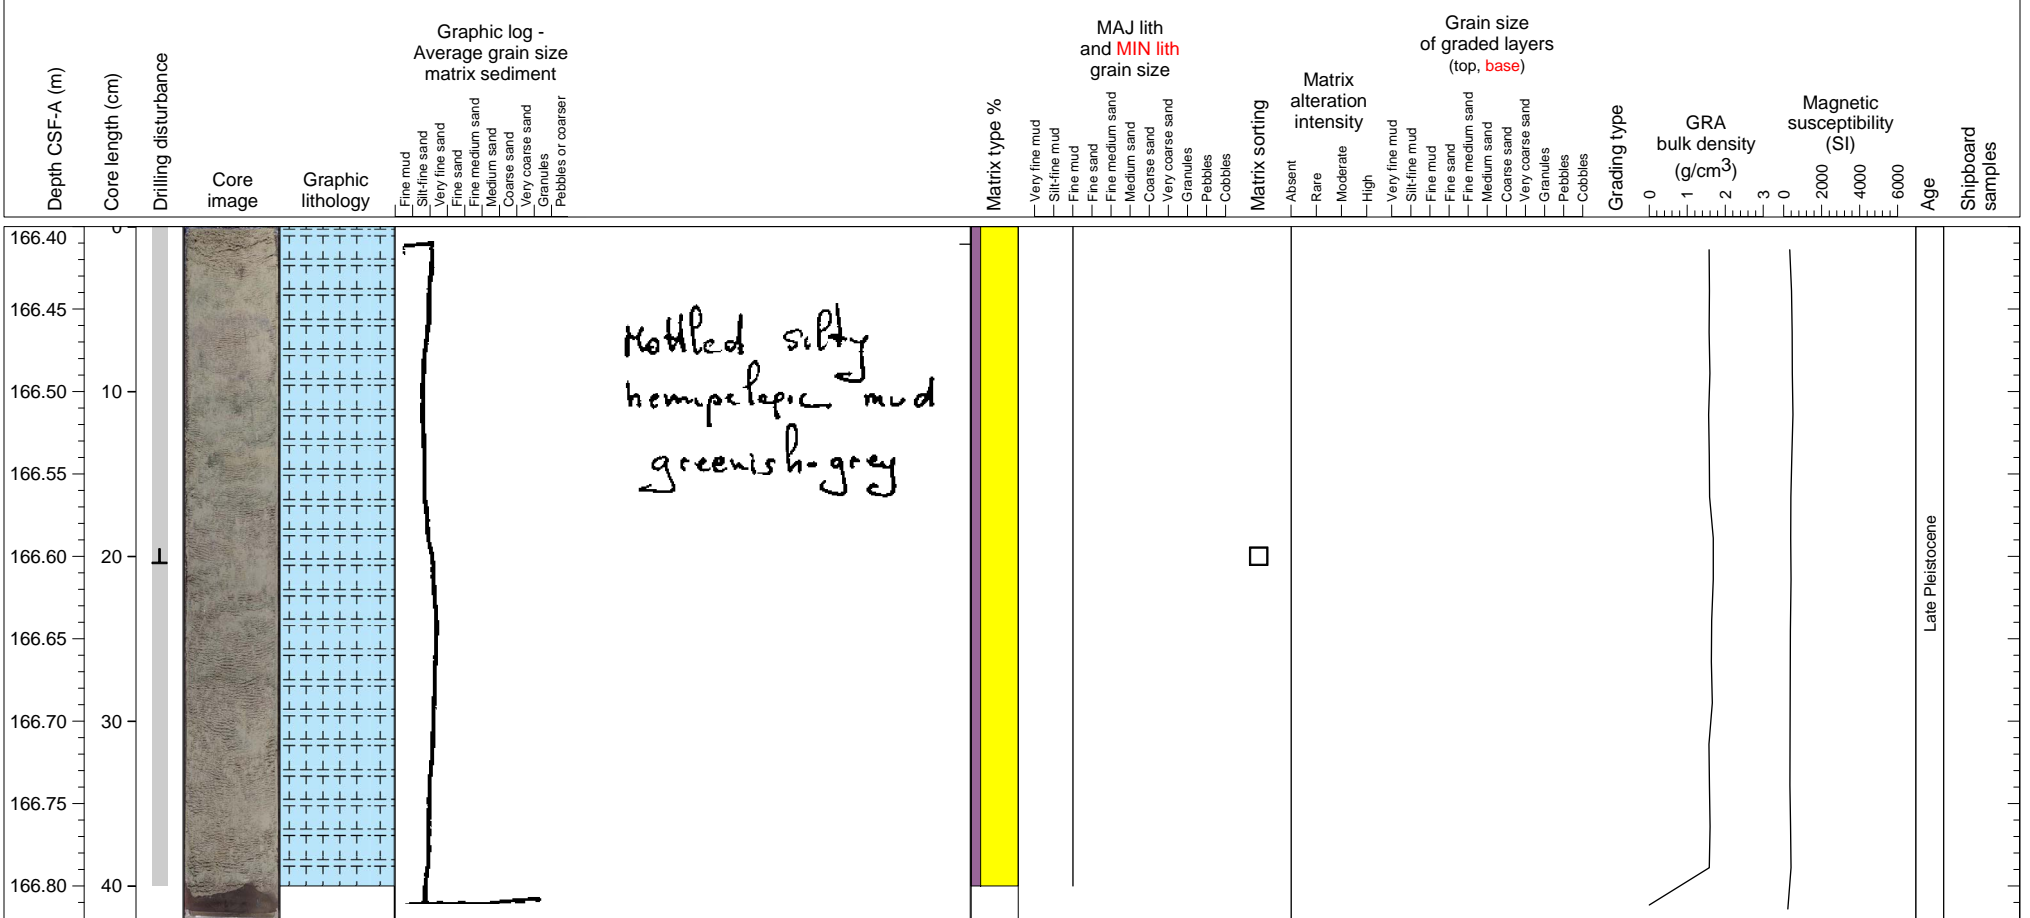 Graphic log -
Average grain size
matrix sediment
MAJ lith
and MIN lith
grain size
Grain size
of graded layers
(top, base)
Matrix
alteration
intensity
Magnetic
susceptibility
(SI)
GRA
bulk density
(g/cm3)
Depth CSF-A (m)
Core length (cm)
Drilling disturbance
Core
image
Graphic
lithology
Fine mud
Silt-fine sand
Very fine sand
Fine sand
Fine medium sand
Medium sand
Coarse sand
Very coarse sand
Granules
Pebbles or coarser
Matrix type %
Very fine mud
Silt-fine mud
Fine mud
Fine sand
Fine medium sand
Medium sand
Coarse sand
Very coarse sand
Granules
Pebbles
Cobbles
Matrix sorting
Absent
Rare
Moderate
High
Very fine mud
Silt-fine mud
Fine mud
Fine sand
Fine medium sand
Medium sand
Coarse sand
Very coarse sand
Granules
Pebbles
Cobbles
Grading type
0 1 2 3
0 2000 4000 6000
Age
Shipboard
samples
166.40 0
166.45
166.50 10
166.55
166.60 20
166.65
166.70 30
166.75
166.80 40
Mottled silty
hemipelagic mud
greenish-grey
Late Pleistocene